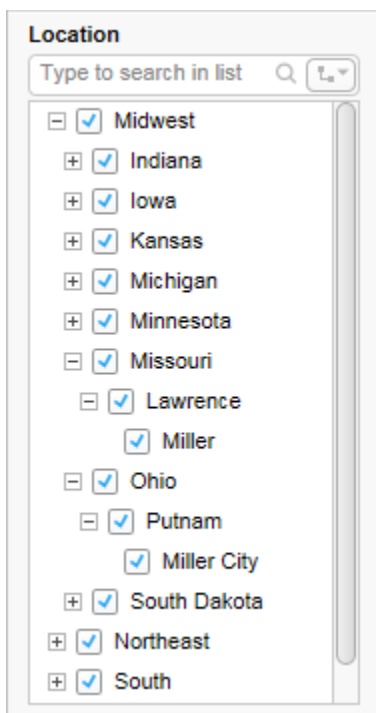 Location
Type to search in list
Midwest
Indiana
Iowa
Kansas
Michigan
Minnesota
Missouri
Lawrence
Miller
Ohio
Putnam
Miller City
South Dakota
Northeast
South